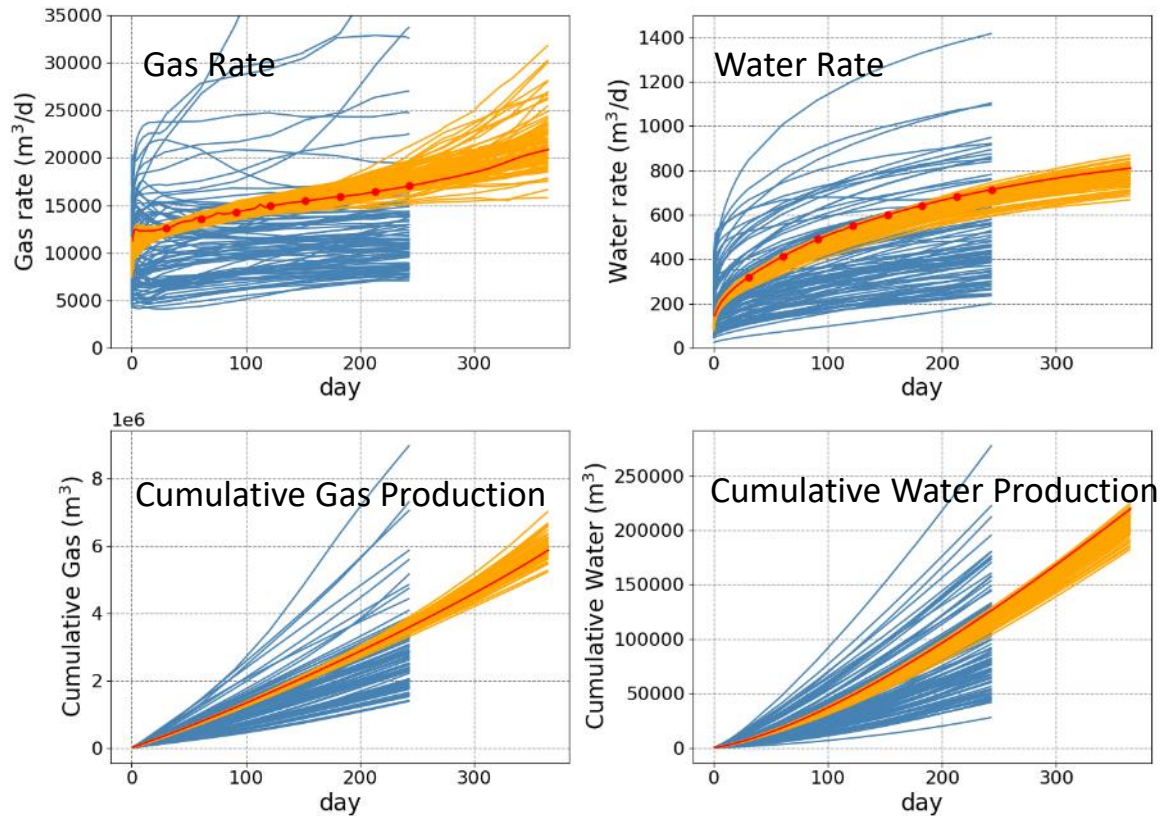 Gas Rate
Gas rate (m³/d)
35000
30000
25000
20000
15000
10000
5000
0
0 100 200 300
day
Water Rate
Water rate (m³/d)
1400
1200
1000
800
600
400
200
0
0 100 200 300
day
1e6
Cumulative Gas Production
Cumulative Gas (m³)
8
6
4
2
0
0 100 200 300
day
Cumulative Water Production
Cumulative Water (m³)
250000
200000
150000
100000
50000
0
0 100 200 300
day